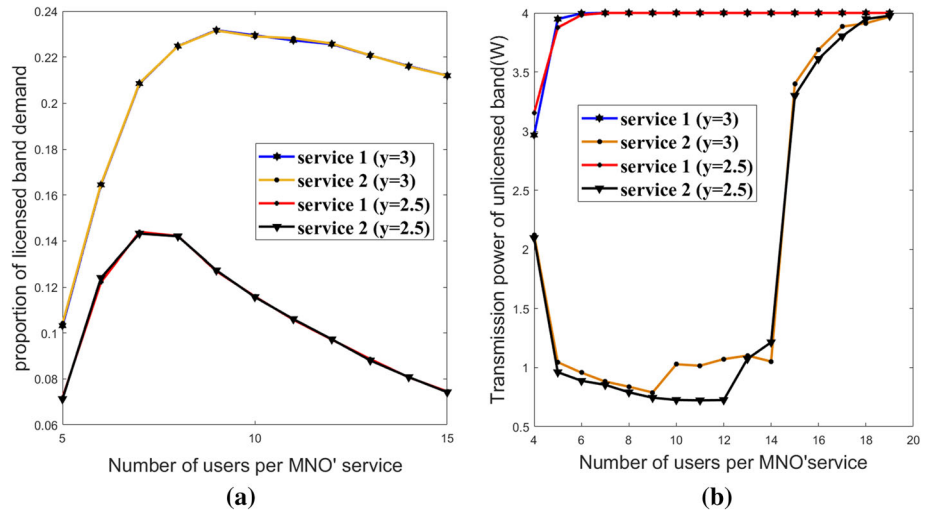 0.24
0.22
0.2
0.18
0.16
0.14
0.12
0.1
0.08
0.06
proportion of licensed band demand
service 1 (y=3)
service 2 (y=3)
service 1 (y=2.5)
service 2 (y=2.5)
5
10
15
Number of users per MNO' service
(a)
4
3.5
3
2.5
2
1.5
1
0.5
Transmission power of unlicensed band(W)
service 1 (y=3)
service 2 (y=3)
service 1 (y=2.5)
service 2 (y=2.5)
4
6
8
10
12
14
16
18
20
Number of users per MNO'service
(b)